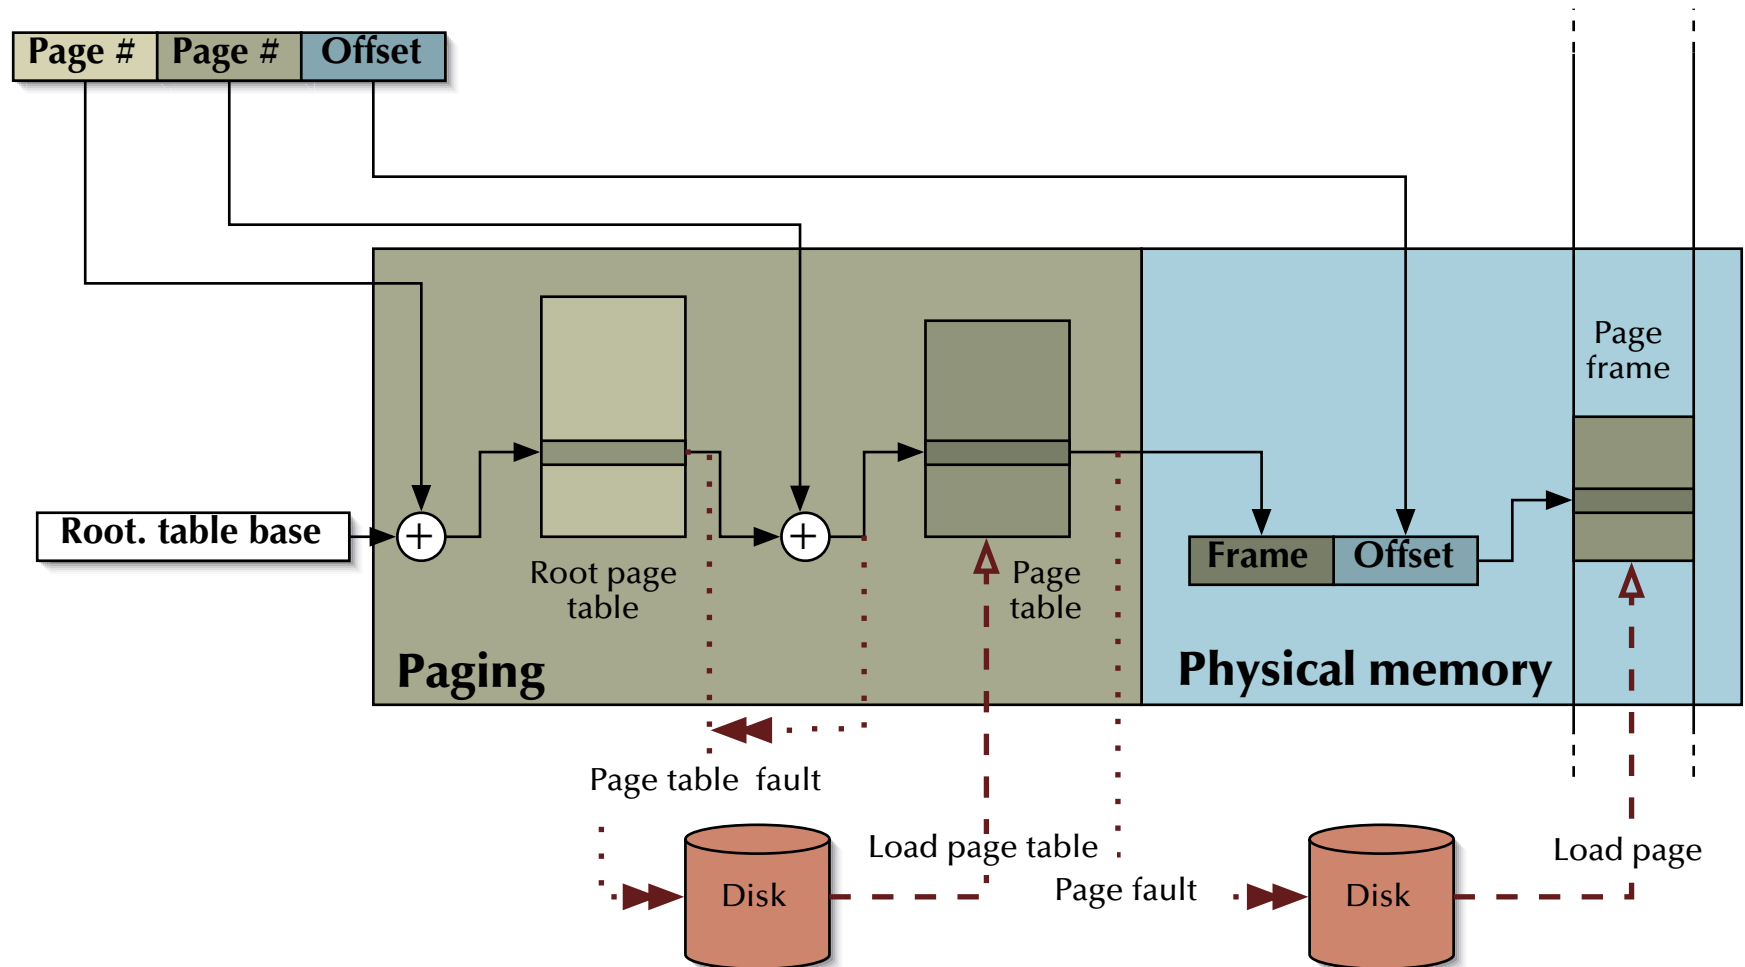 Page # Page # Offset
Page
frame
Root. table base
Frame Offset
Root page
table
Page
table
Paging
Physical memory
Page table fault
Load page table
Load page
Page fault
Disk
Disk